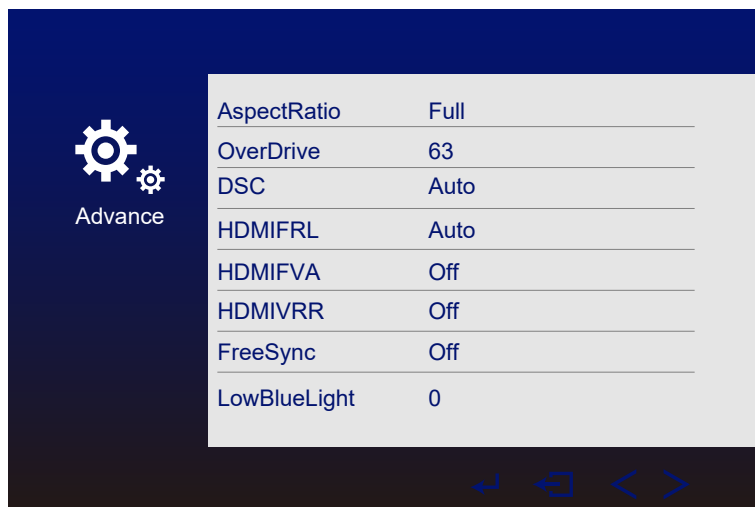 AspectRatio Full
OverDrive 63
DSC Auto
Advance
HDMIFRL Auto
HDMIFVA Off
HDMIVRR Off
FreeSync Off
LowBlueLight 0